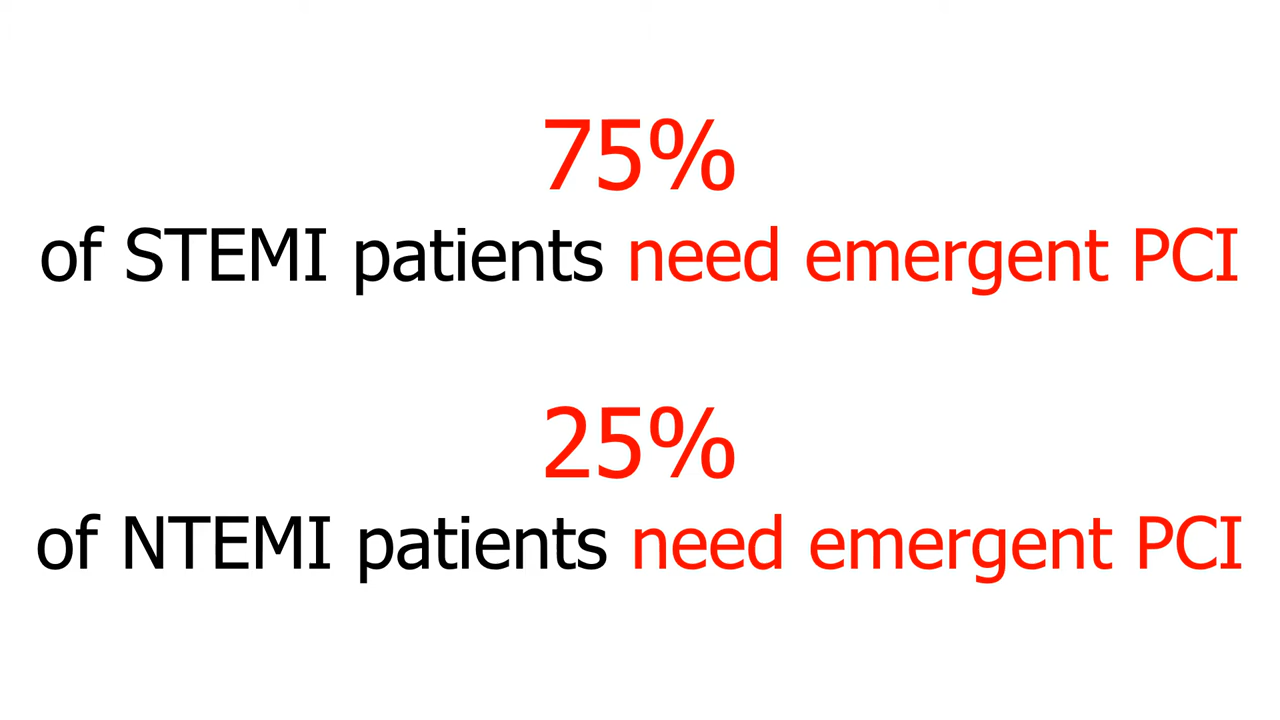 75%
of STEMI patients need emergent PCI
25%
of NTEMI patients need emergent PCI